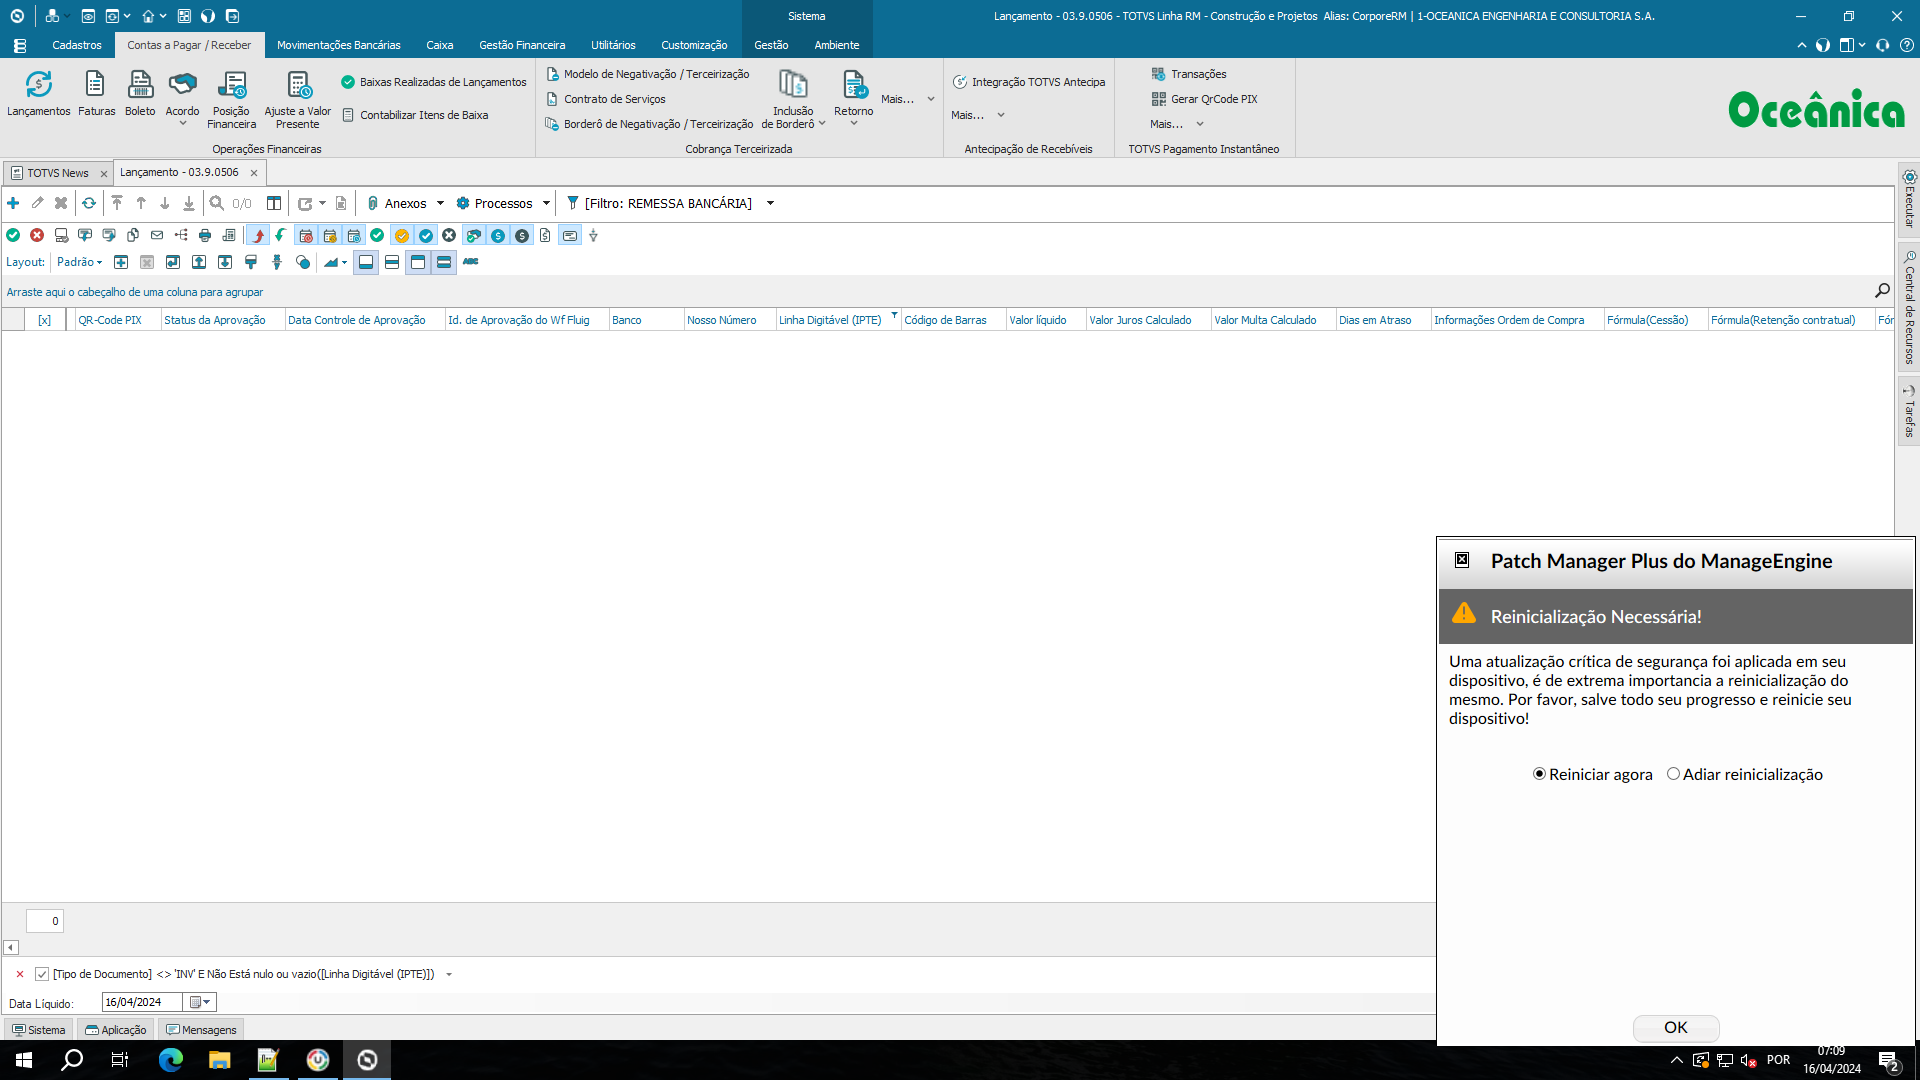 Sistema
Lançamento - 03.9.0506 - TOTVS Linha RM - Construção e Projetos  Alias: CorporeRM | 1-OCEANICA ENGENHARIA E CONSULTORIA S.A.
Cadastros
Contas a Pagar / Receber
Movimentações Bancárias
Caixa
Gestão Financeira
Utilitários
Customização
Gestão
Ambiente
Lançamentos
Faturas
Boleto
Acordo
Posição Financeira
Ajuste a Valor Presente
Baixas Realizadas de Lançamentos
Contabilizar Itens de Baixa
Operações Financeiras
Modelo de Negativação / Terceirização
Contrato de Serviços
Borderô de Negativação / Terceirização
Inclusão de Borderô
Retorno
Mais...
Cobrança Terceirizada
Integração TOTVS Antecipa
Mais...
Antecipação de Recebíveis
Transações
Gerar QrCode PIX
Mais...
TOTVS Pagamento Instantâneo
Oceânica
TOTVS News
Lançamento - 03.9.0506
0/0
Anexos
Processos
[Filtro: REMESSA BANCÁRIA]
Layout:
Padrão
ABC
Arraste aqui o cabeçalho de uma coluna para agrupar
[x]
QR-Code PIX
Status da Aprovação
Data Controle de Aprovação
Id. de Aprovação do Wf Fluig
Banco
Nosso Número
Linha Digitável (IPTE)
Código de Barras
Valor líquido
Valor Juros Calculado
Valor Multa Calculado
Dias em Atraso
Informações Ordem de Compra
Fórmula(Cessão)
Fórmula(Retenção contratual)
Fór
Executar
Central de Recursos
Tarefas
Patch Manager Plus do ManageEngine
Reinicialização Necessária!
Uma atualização crítica de segurança foi aplicada em seu
dispositivo, é de extrema importancia a reinicialização do
mesmo. Por favor, salve todo seu progresso e reinicie seu
dispositivo!
Reiniciar agora
Adiar reinicialização
OK
0
[Tipo de Documento] <> 'INV' E Não Está nulo ou vazio([Linha Digitável (IPTE)])
Data Líquido:
16/04/2024
Sistema
Aplicação
Mensagens
POR
07:09
16/04/2024
2